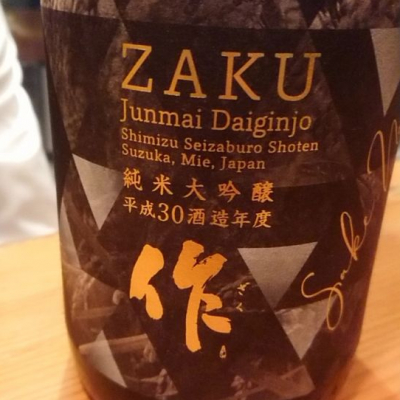 ZAKU
Junmai Daiginjo
Shimizu Seizaburo Shoten
Suzuka, Mie, Japan
純米大吟醸
平成30酒造年度
作
ざく
Sake